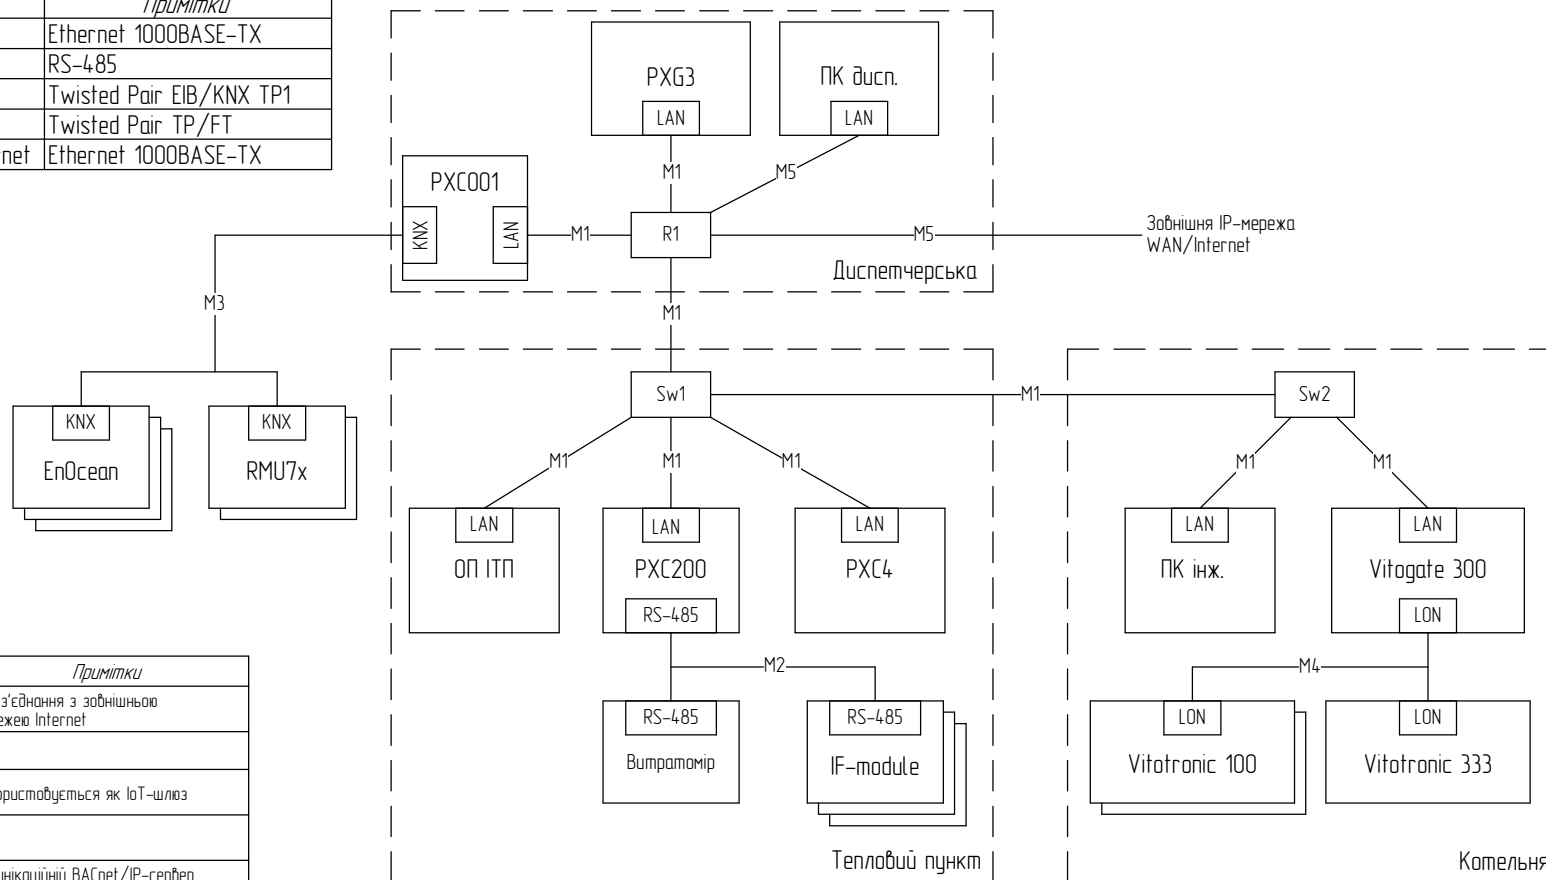 Примітки
Ethernet 1000BASE-TX
RS-485
Twisted Pair EIB/KNX TP1
Twisted Pair TP/FT
Ethernet 1000BASE-TX
PXG3
LAN
ПК дисп.
LAN
M1
M5
PXC001
KNX
LAN
M1
R1
M5
Зовнішня IP-мережа
WAN/Internet
Диспетчерська
M3
M1
KNX
EnOcean
KNX
RMU7x
Sw1
M1
Sw2
M1
M1
M1
M1
M1
LAN
ОП ІТП
LAN
PXC200
RS-485
LAN
PXC4
LAN
ПК інж.
LAN
Vitogate 300
LON
M2
M4
RS-485
Витратомір
RS-485
IF-module
LON
Vitotronic 100
LON
Vitotronic 333
Тепловий пункт
Котельня
Примітки
з'єднання з зовнішньою
Internet
як IoT-шлюз
BACnet/IP-сервер